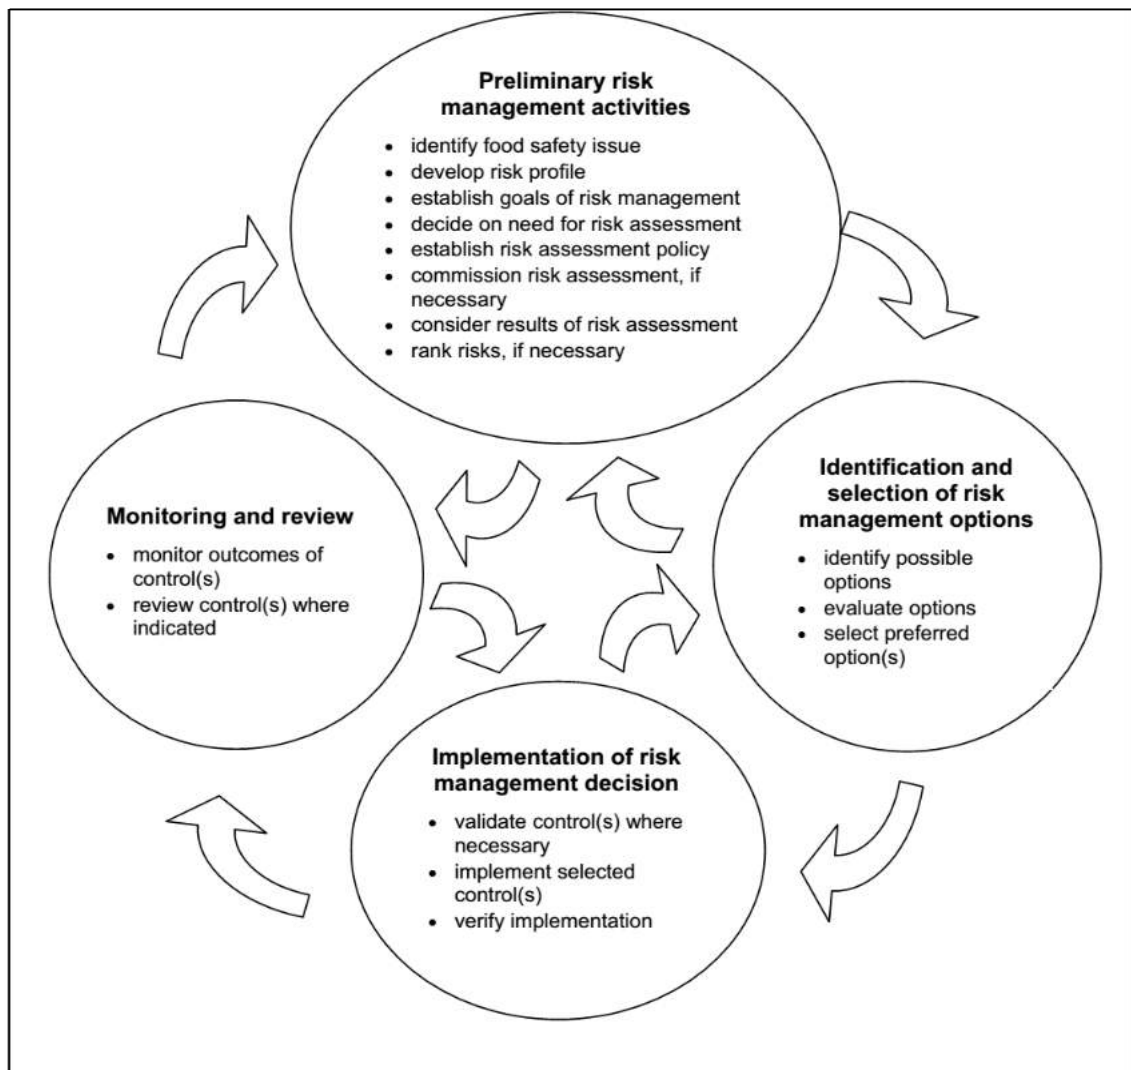 Preliminary risk
management activities
• identify food safety issue
• develop risk profile
• establish goals of risk management
• decide on need for risk assessment
• establish risk assessment policy
• commission risk assessment, if
necessary
• consider results of risk assessment
• rank risks, if necessary
Identification and
selection of risk
management options
• identify possible
options
• evaluate options
• select preferred
option(s)
Implementation of risk
management decision
• validate control(s) where
necessary
• implement selected
control(s)
• verify implementation
Monitoring and review
• monitor outcomes of
control(s)
• review control(s) where
indicated